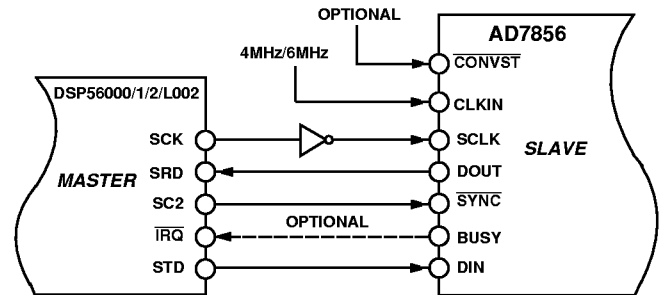 OPTIONAL
AD7856
4MHz/6MHz
CONVST
DSP56000/1/2/L002
CLKIN
SCK
SCLK
SLAVE
MASTER
SRD
DOUT
SC2
SYNC
OPTIONAL
IRQ
BUSY
STD
DIN